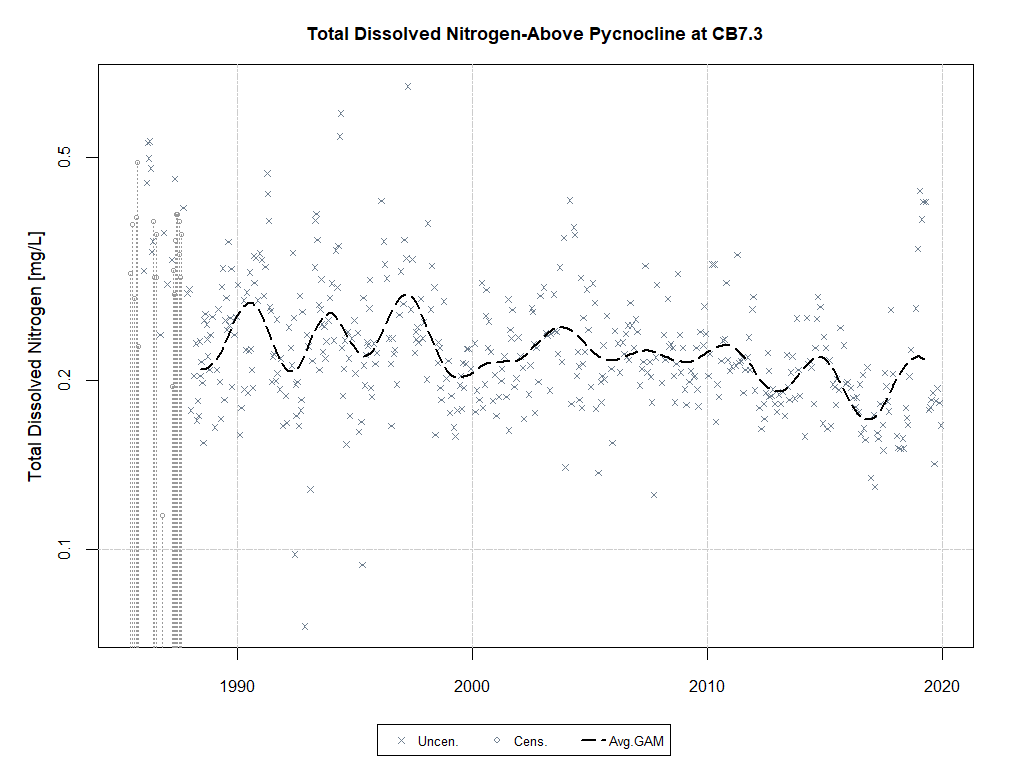 Total Dissolved Nitrogen-Above Pycnocline at CB7.3
Total Dissolved Nitrogen [mg/L]
0.5
0.2
0.1
1990 2000 2010 2020
Uncen. Cens. Avg.GAM